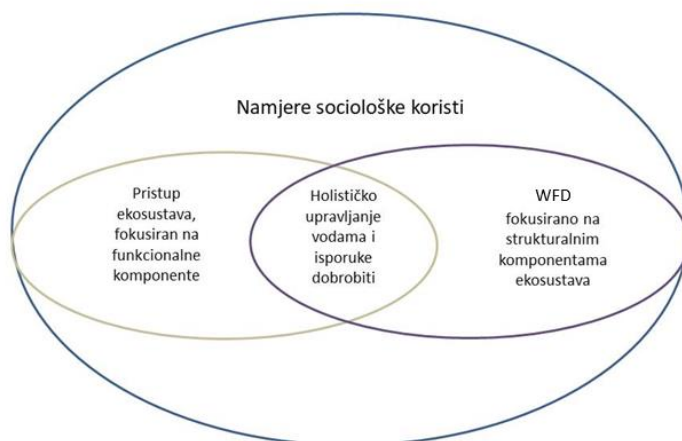 Namjere sociološke koristi
Pristup
ekosustava,
fokusiran na
funkcionalne
komponente
Holističko
upravljanje
vodama i
isporuke
dobrobiti
WFD
fokusirano na
strukturalnim
komponentama
ekosustava